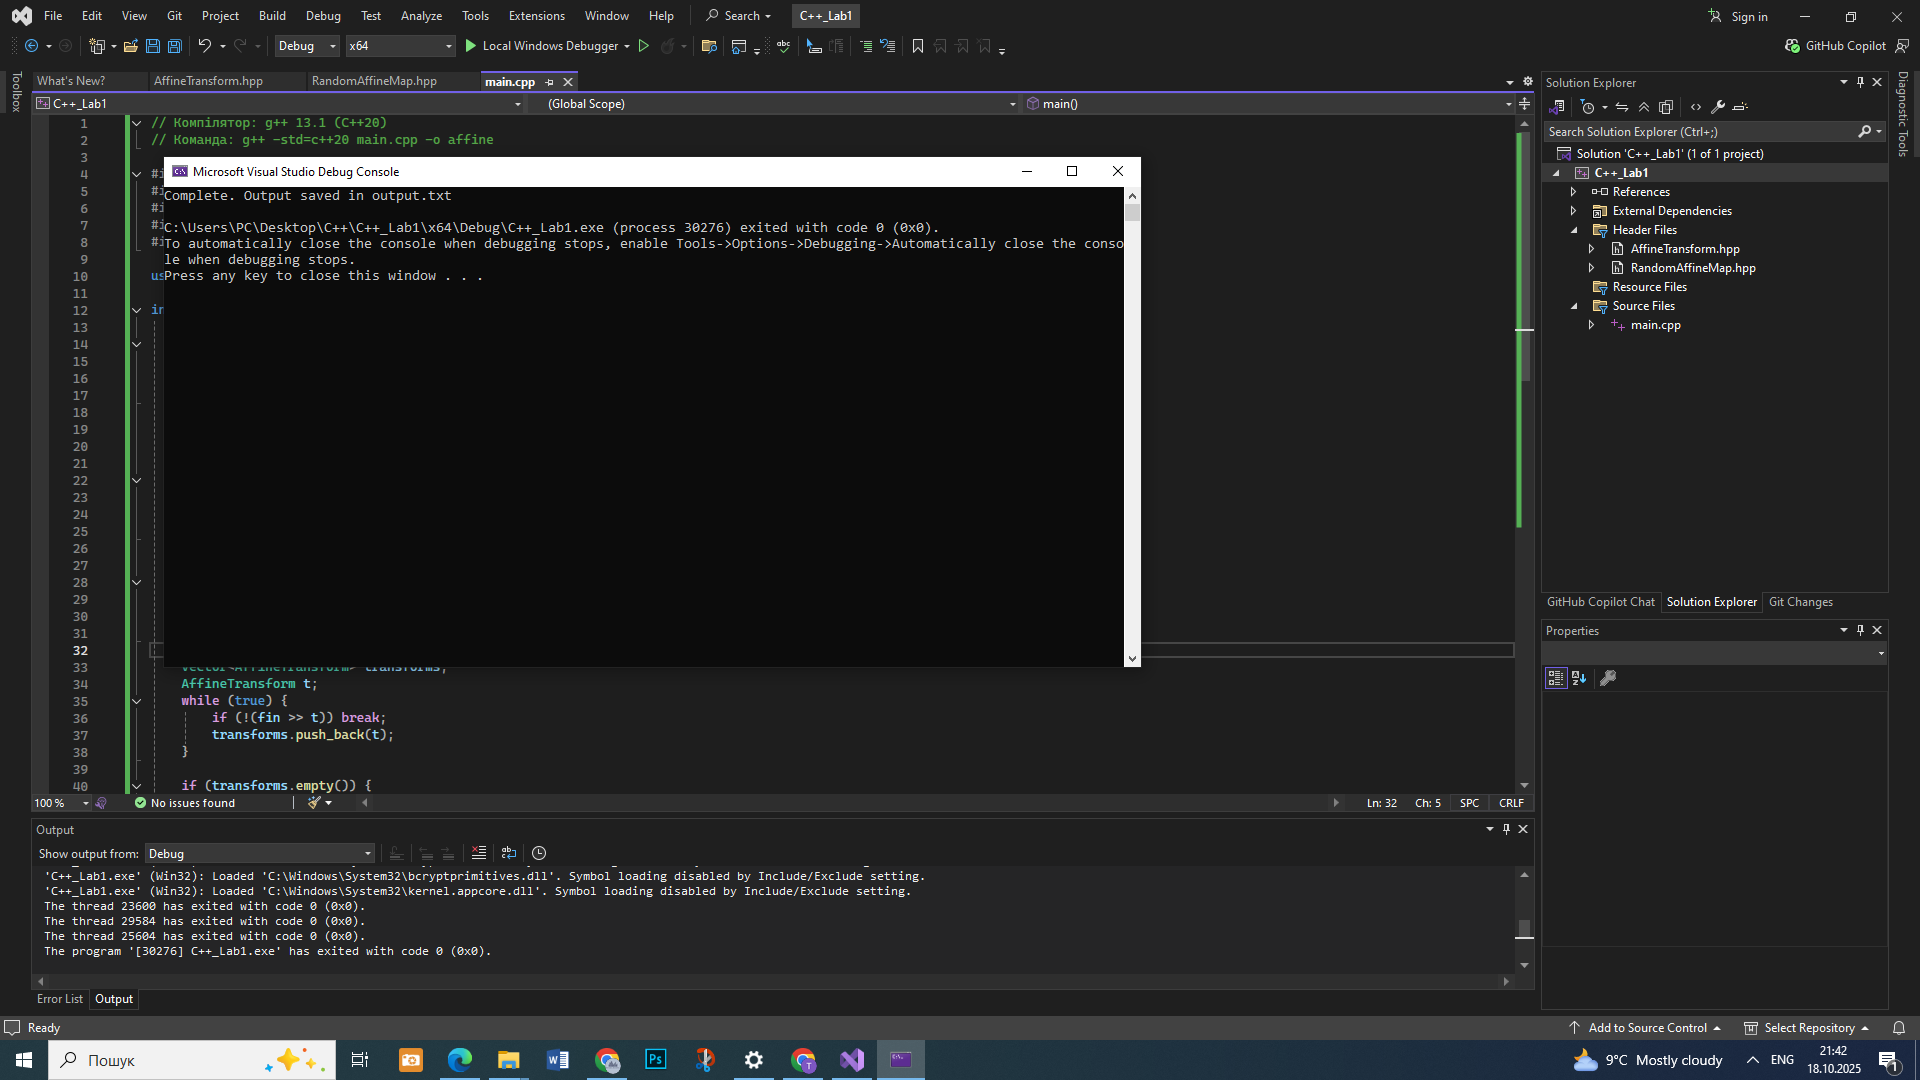 File Edit View Git Project Build Debug Test Analyze Tools Extensions Window Help Search C++_Lab1 Sign in
Debug x64 Local Windows Debugger GitHub Copilot
Toolbox
What's New? AffineTransform.hpp RandomAffineMap.hpp main.cpp
C++_Lab1 (Global Scope) main()
1 // Компілятор: g++ 13.1 (C++20)
2 // Команда: g++ -std=c++20 main.cpp -o affine
3
4 #i
5 #i
6 #i
7 #i
8 #i
9
10 us
11
12 in
13
14
15
16
17
18
19
20
21
22
23
24
25
26
27
28
29
30
31
32
33 vector<AffineTransform> transforms;
34 AffineTransform t;
35 while (true) {
36 if (!(fin >> t)) break;
37 transforms.push_back(t);
38 }
39
40 if (transforms.empty()) {
Microsoft Visual Studio Debug Console
Complete. Output saved in output.txt
C:\Users\PC\Desktop\C++\C++_Lab1\x64\Debug\C++_Lab1.exe (process 30276) exited with code 0 (0x0).
To automatically close the console when debugging stops, enable Tools->Options->Debugging->Automatically close the conso
le when debugging stops.
Press any key to close this window . . .
100 % No issues found Ln: 32 Ch: 5 SPC CRLF
Output
Show output from: Debug
'C++_Lab1.exe' (Win32): Loaded 'C:\Windows\System32\bcryptprimitives.dll'. Symbol loading disabled by Include/Exclude setting.
'C++_Lab1.exe' (Win32): Loaded 'C:\Windows\System32\kernel.appcore.dll'. Symbol loading disabled by Include/Exclude setting.
The thread 23600 has exited with code 0 (0x0).
The thread 29584 has exited with code 0 (0x0).
The thread 25604 has exited with code 0 (0x0).
The program '[30276] C++_Lab1.exe' has exited with code 0 (0x0).
Error List Output
Solution Explorer
Search Solution Explorer (Ctrl+;)
Solution 'C++_Lab1' (1 of 1 project)
C++_Lab1
References
External Dependencies
Header Files
AffineTransform.hpp
RandomAffineMap.hpp
Resource Files
Source Files
main.cpp
GitHub Copilot Chat Solution Explorer Git Changes
Properties
Diagnostic Tools
Ready Add to Source Control Select Repository
Пошук 9°C Mostly cloudy ENG 21:42
18.10.2025 1